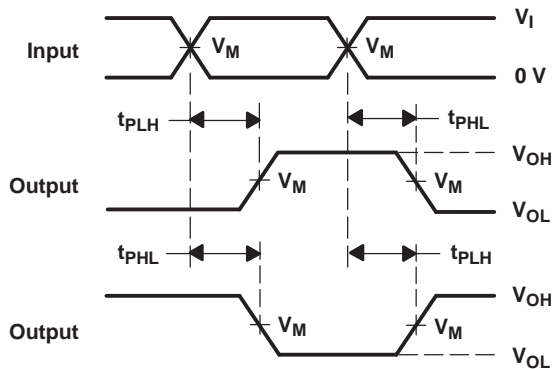 V_I
Input V_M V_M
0 V
t_PLH t_PHL
V_OH
Output V_M V_M
V_OL
t_PHL t_PLH
V_OH
Output V_M V_M
V_OL